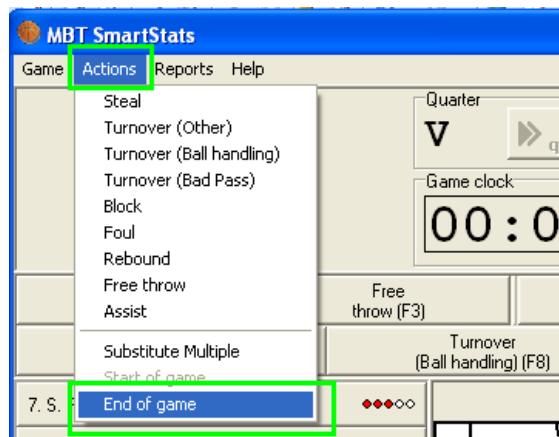 MBT SmartStats
Game Actions Reports Help
Steal
Turnover (Other)
Turnover (Ball handling)
Turnover (Bad Pass)
Block
Foul
Rebound
Free throw
Assist
Substitute Multiple
Start of game
End of game
Quarter
V
q
Game clock
00:0
Free
throw (F3)
Turnover
(Ball handling) (F8)
7. S.